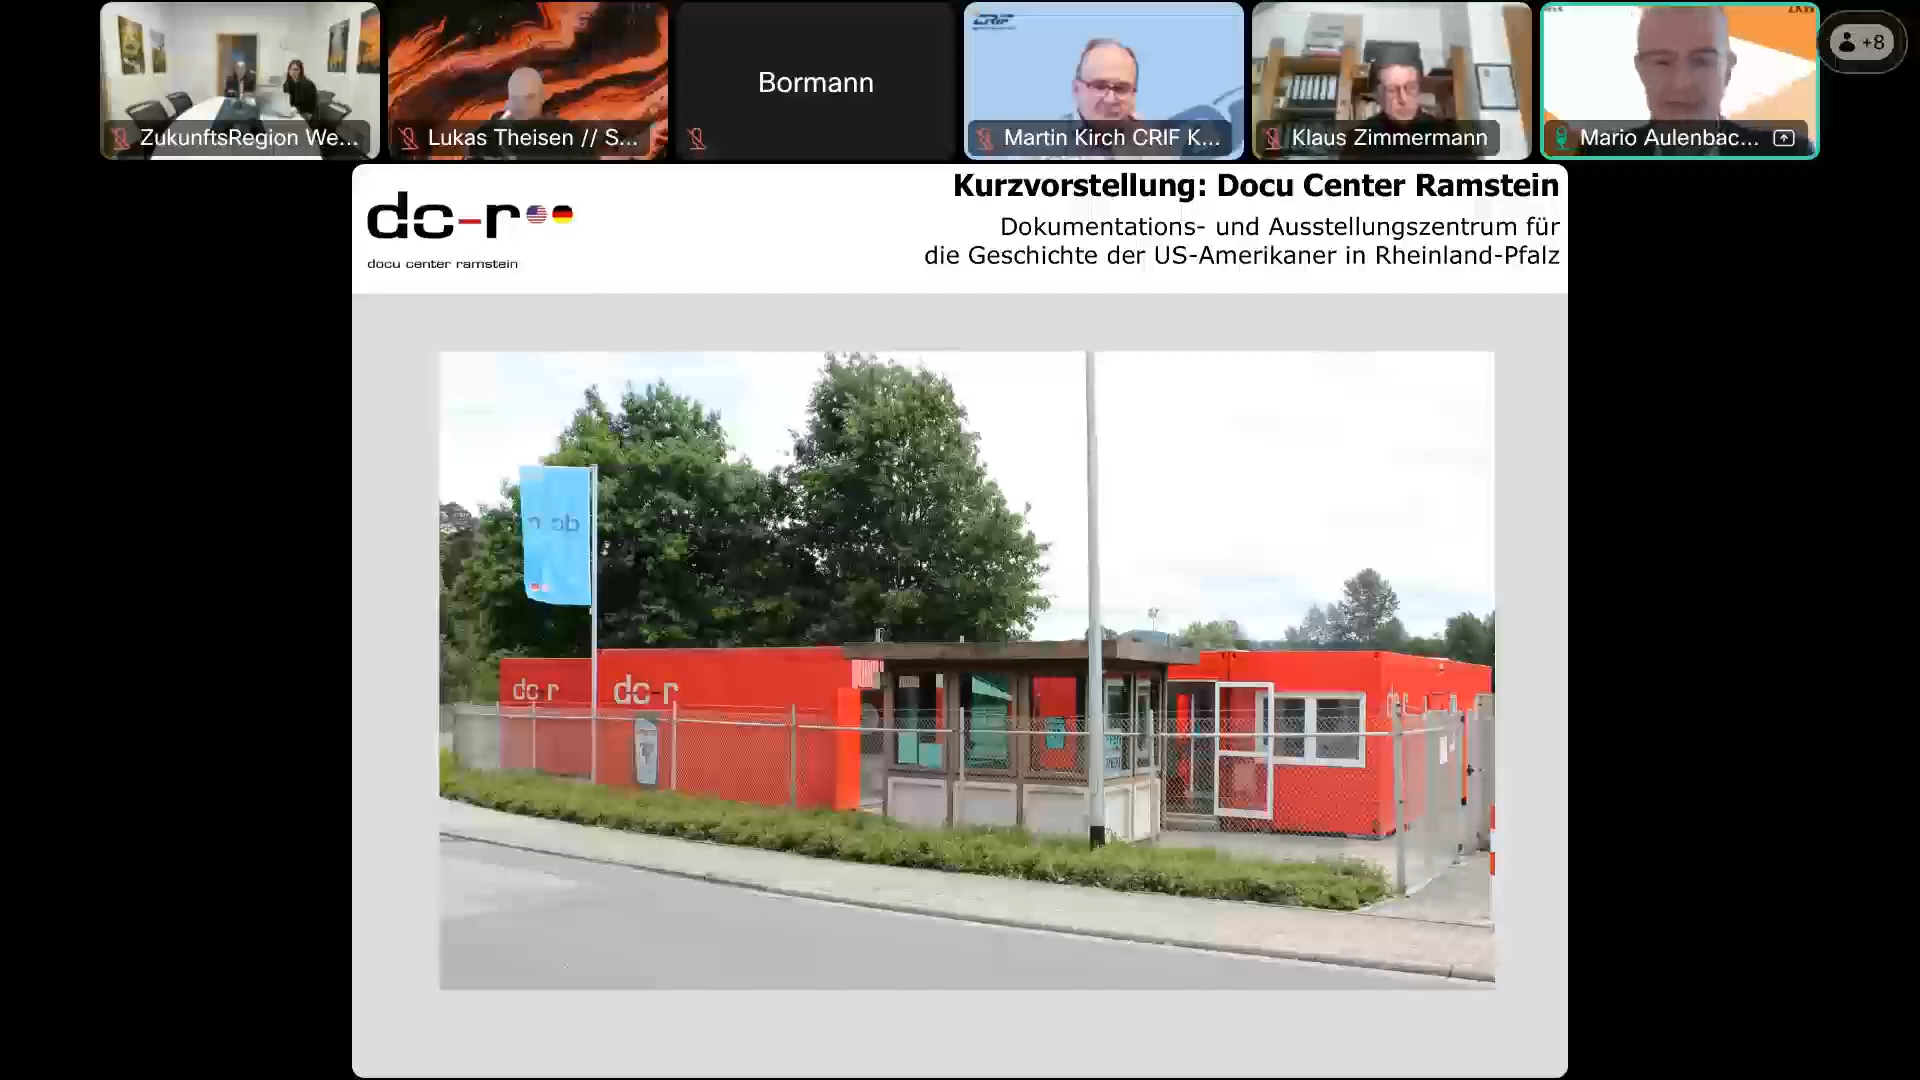 ZukunftsRegion We...
Lukas Theisen // S...
Bormann
CRIF
Martin Kirch CRIF K...
Klaus Zimmermann
Mario Aulenbac...
+8
dc-r
docu center ramstein
Kurzvorstellung: Docu Center Ramstein
Dokumentations- und Ausstellungszentrum für
die Geschichte der US-Amerikaner in Rheinland-Pfalz
dc-r
dc-r